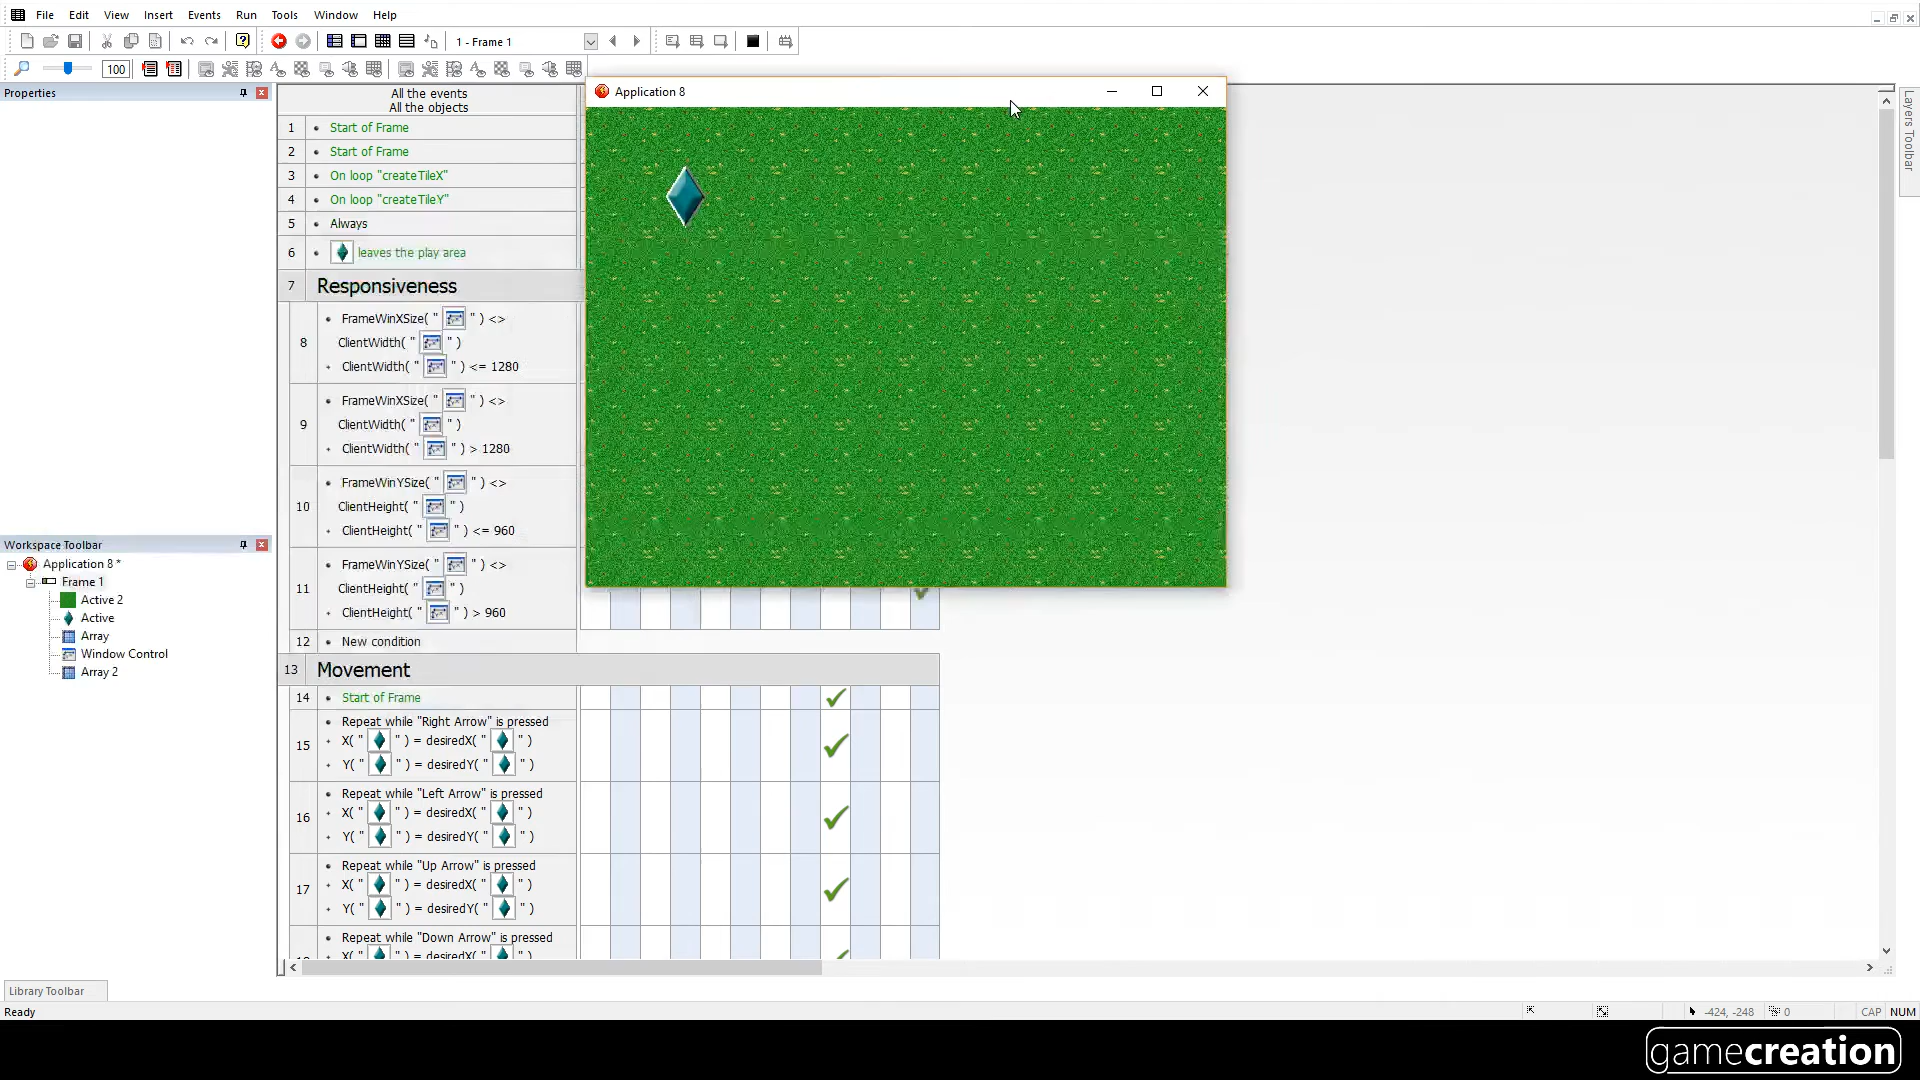 File Edit View Insert Events Run Tools Window Help
1 - Frame 1
100
Properties
All the events
All the objects
Application 8
1 Start of Frame
2 Start of Frame
3 On loop "createTileX"
4 On loop "createTileY"
5 Always
6 leaves the play area
7 Responsiveness
8 FrameWinXSize( " " ) <>
ClientWidth( " " )
ClientWidth( " " ) <= 1280
9 FrameWinXSize( " " ) <>
ClientWidth( " " )
ClientWidth( " " ) > 1280
10 FrameWinYSize( " " ) <>
ClientHeight( " " )
ClientHeight( " " ) <= 960
11 FrameWinYSize( " " ) <>
ClientHeight( " " )
ClientHeight( " " ) > 960
12 New condition
13 Movement
14 Start of Frame
15 Repeat while "Right Arrow" is pressed
X( " " ) = desiredX( " " )
Y( " " ) = desiredY( " " )
16 Repeat while "Left Arrow" is pressed
X( " " ) = desiredX( " " )
Y( " " ) = desiredY( " " )
17 Repeat while "Up Arrow" is pressed
X( " " ) = desiredX( " " )
Y( " " ) = desiredY( " " )
Repeat while "Down Arrow" is pressed
X( " " ) = desiredX( " " )
Workspace Toolbar
Application 8 *
Frame 1
Active 2
Active
Array
Window Control
Array 2
Layers Toolbar
Library Toolbar
Ready
-424, -248
0
CAP NUM
gamecreation